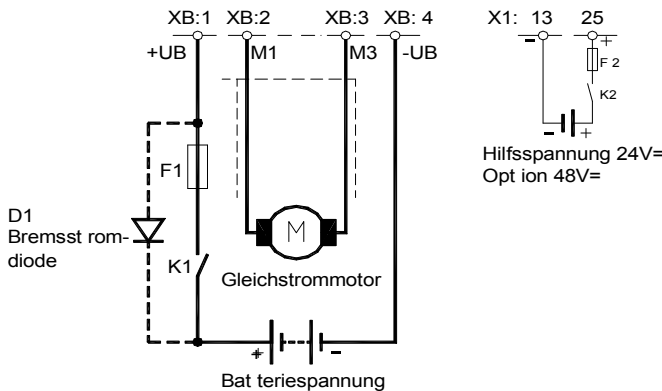 XB:1 XB:2 XB:3 XB: 4
+UB M1 M3 -UB
F1
D1
Bremsst rom-
diode
K1
M
Gleichstrommotor
+ -
Bat teriespannung
X1: 13 25
- +
F 2
K2
- +
Hilfsspannung 24V=
Opt ion 48V=